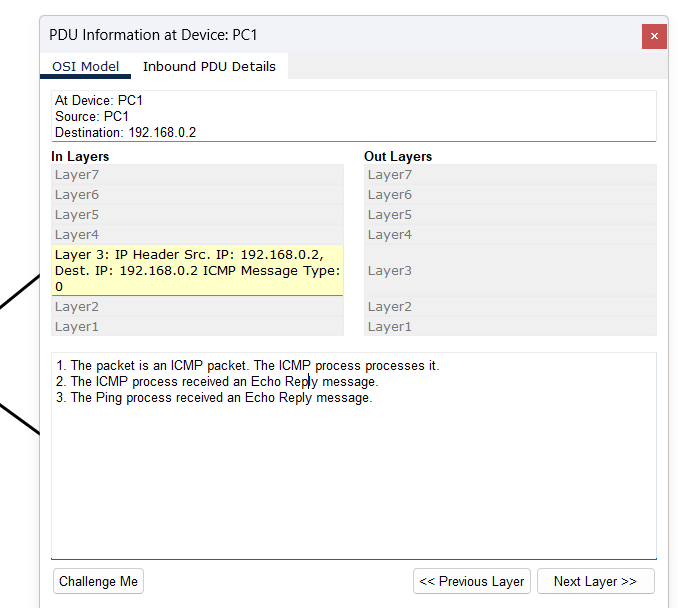 PDU Information at Device: PC1
×
OSI Model
Inbound PDU Details
At Device: PC1
Source: PC1
Destination: 192.168.0.2
In Layers
Out Layers
Layer7
Layer7
Layer6
Layer6
Layer5
Layer5
Layer4
Layer4
Layer 3: IP Header Src. IP: 192.168.0.2,
Dest. IP: 192.168.0.2 ICMP Message Type:
0
Layer3
Layer2
Layer2
Layer1
Layer1
1. The packet is an ICMP packet. The ICMP process processes it.
2. The ICMP process received an Echo Reply message.
3. The Ping process received an Echo Reply message.
Challenge Me
<< Previous Layer
Next Layer >>